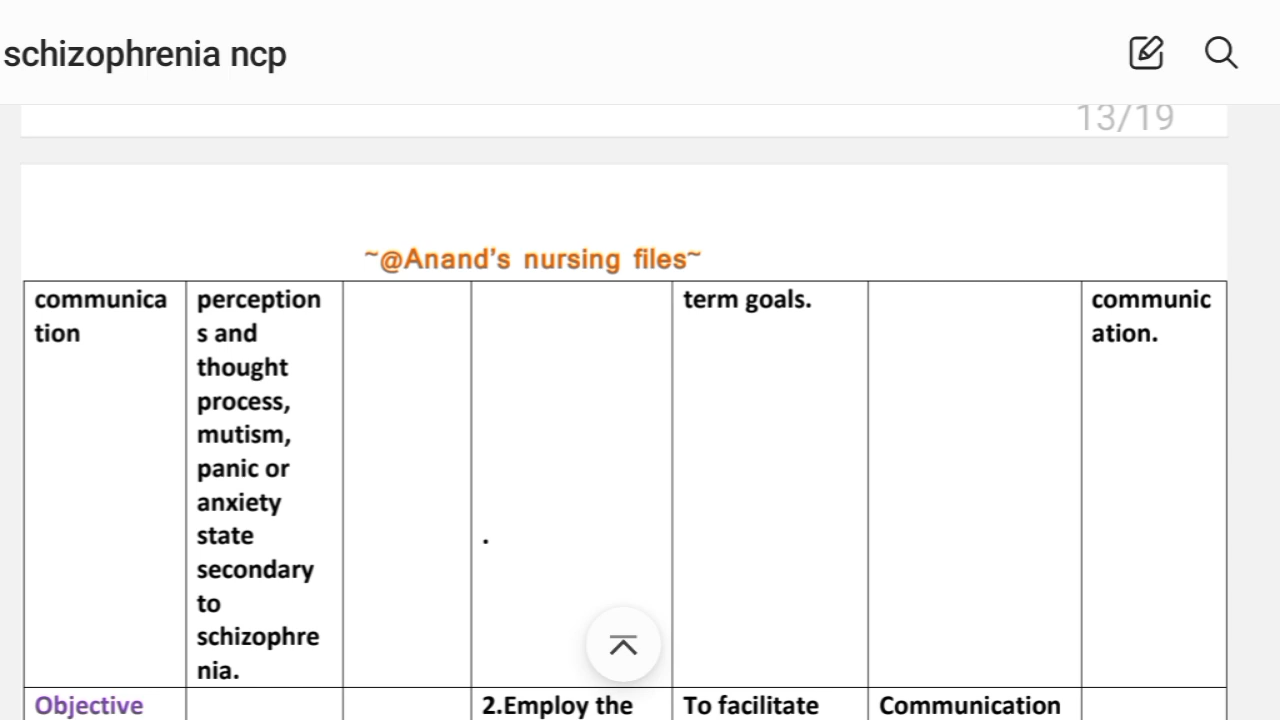 schizophrenia ncp
13/19
~@Anand's nursing files~
communica
tion
perception
s and
thought
process,
mutism,
panic or
anxiety
state
secondary
to
schizophre
nia.
.
term goals.
communic
ation.
Objective
2.Employ the
To facilitate
Communication